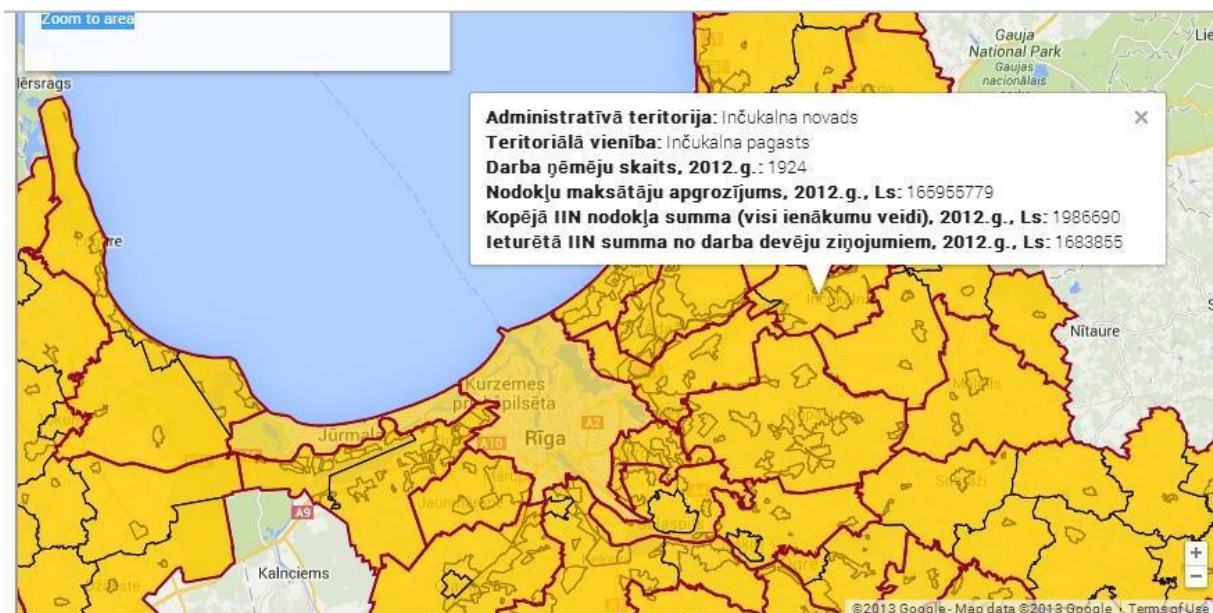 Zoom to area
Gauja
National Park
Gaujas
nacionālais
lērsrags
Administratīvā teritorija: Inčukalna novads
Teritoriālā vienība: Inčukalna pagasts
Darba ņēmēju skaits, 2012.g.: 1924
Nodokļu maksātāju apgrozījums, 2012.g., Ls: 165955779
Kopējā IIN nodokļa summa (visi ienākumu veidi), 2012.g., Ls: 1986690
Ieturētā IIN summa no darba devēju ziņojumiem, 2012.g., Ls: 1683855
Nītaure
Kurzemes
Jūrmala
Rīga
A2
A10
A9
Kalnciems
+
−
©2013 Google - Map data ©2013 Google
Terms of Use